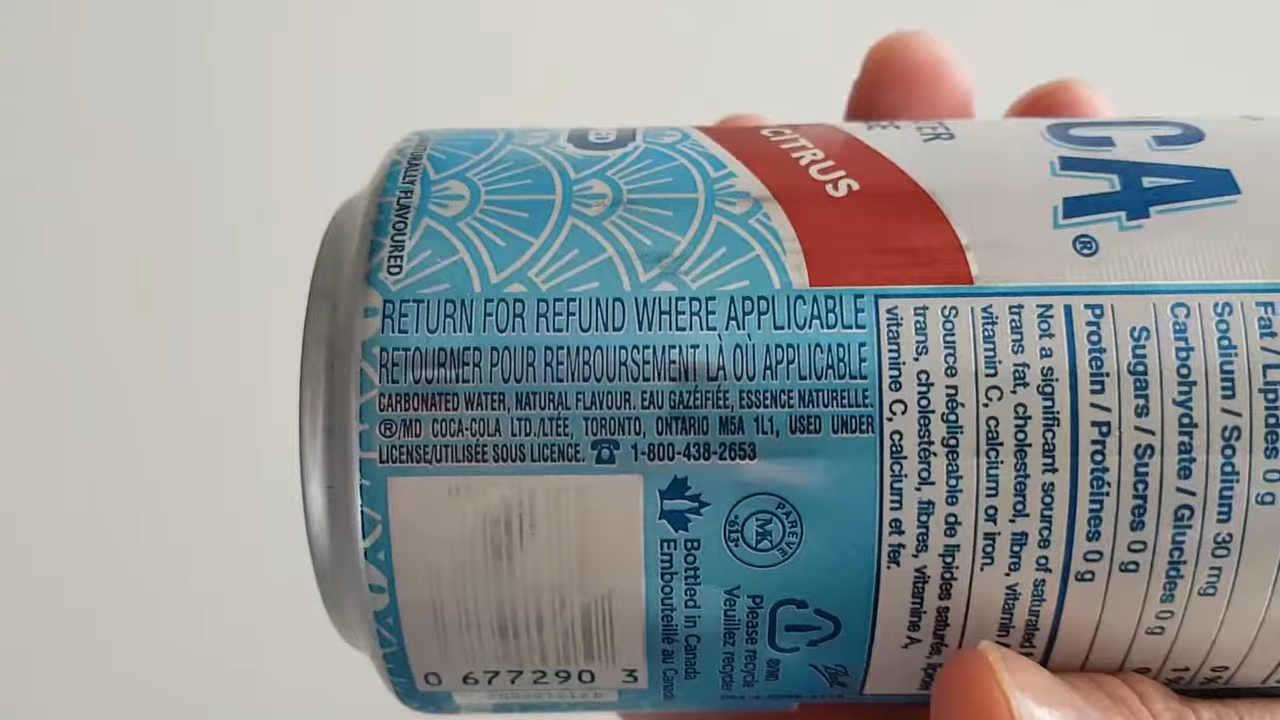 NATURALLY FLAVOURED
CITRUS
CA®
RETURN FOR REFUND WHERE APPLICABLE
RETOURNER POUR REMBOURSEMENT LÀ OÙ APPLICABLE
CARBONATED WATER, NATURAL FLAVOUR. EAU GAZÉIFIÉE, ESSENCE NATURELLE.
®/MD COCA-COLA LTD./LTÉE, TORONTO, ONTARIO M5A 1L1, USED UNDER
LICENSE/UTILISÉE SOUS LICENCE. ☎ 1-800-438-2653
0 677290 3
Bottled in Canada
Embouteillé au Canada
PAREVE
MK
*613*
Please recycle
Veuillez recycler
Ball
Fat / Lipides 0 g
Sodium / Sodium 30 mg
Carbohydrate / Glucides 0 g
Sugars / Sucres 0 g
Protein / Protéines 0 g
Not a significant source of saturated
trans fat, cholesterol, fibre, vitamin
vitamin C, calcium or iron.
Source négligeable de lipides saturés,
trans, cholestérol, fibres, vitamine A,
vitamine C, calcium et fer.